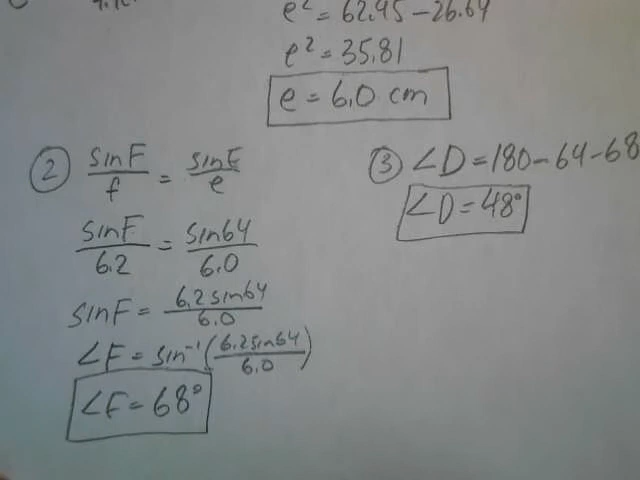 e² = 62.45 - 26.64
e² = 35.81
e = 6.0 cm
② sinF/f = sinE/e
sinF/6.2 = sin64/6.0
sinF = 6.2sin64/6.0
∠F = sin⁻¹(6.2sin64/6.0)
∠F = 68°
③ ∠D = 180 - 64 - 68
∠D = 48°